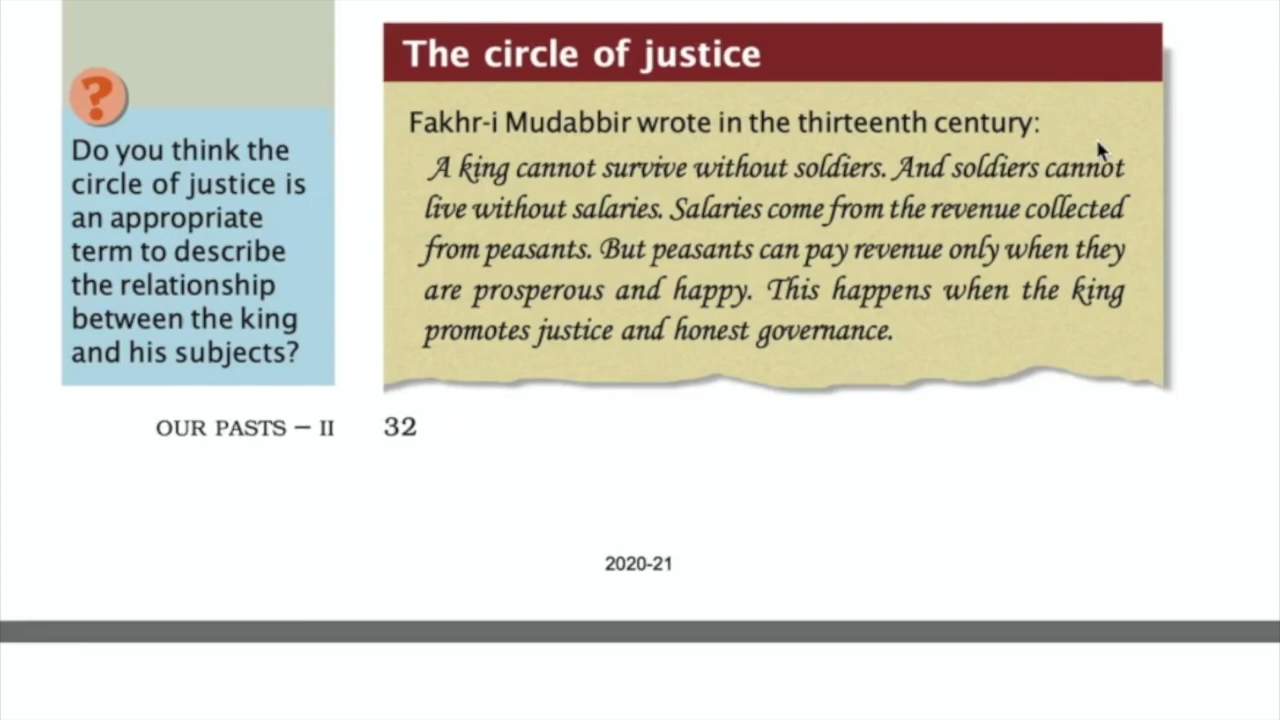 ?
Do you think the
circle of justice is
an appropriate
term to describe
the relationship
between the king
and his subjects?
The circle of justice
Fakhr-i Mudabbir wrote in the thirteenth century:
A king cannot survive without soldiers. And soldiers cannot
live without salaries. Salaries come from the revenue collected
from peasants. But peasants can pay revenue only when they
are prosperous and happy. This happens when the king
promotes justice and honest governance.
OUR PASTS – II 32
2020-21